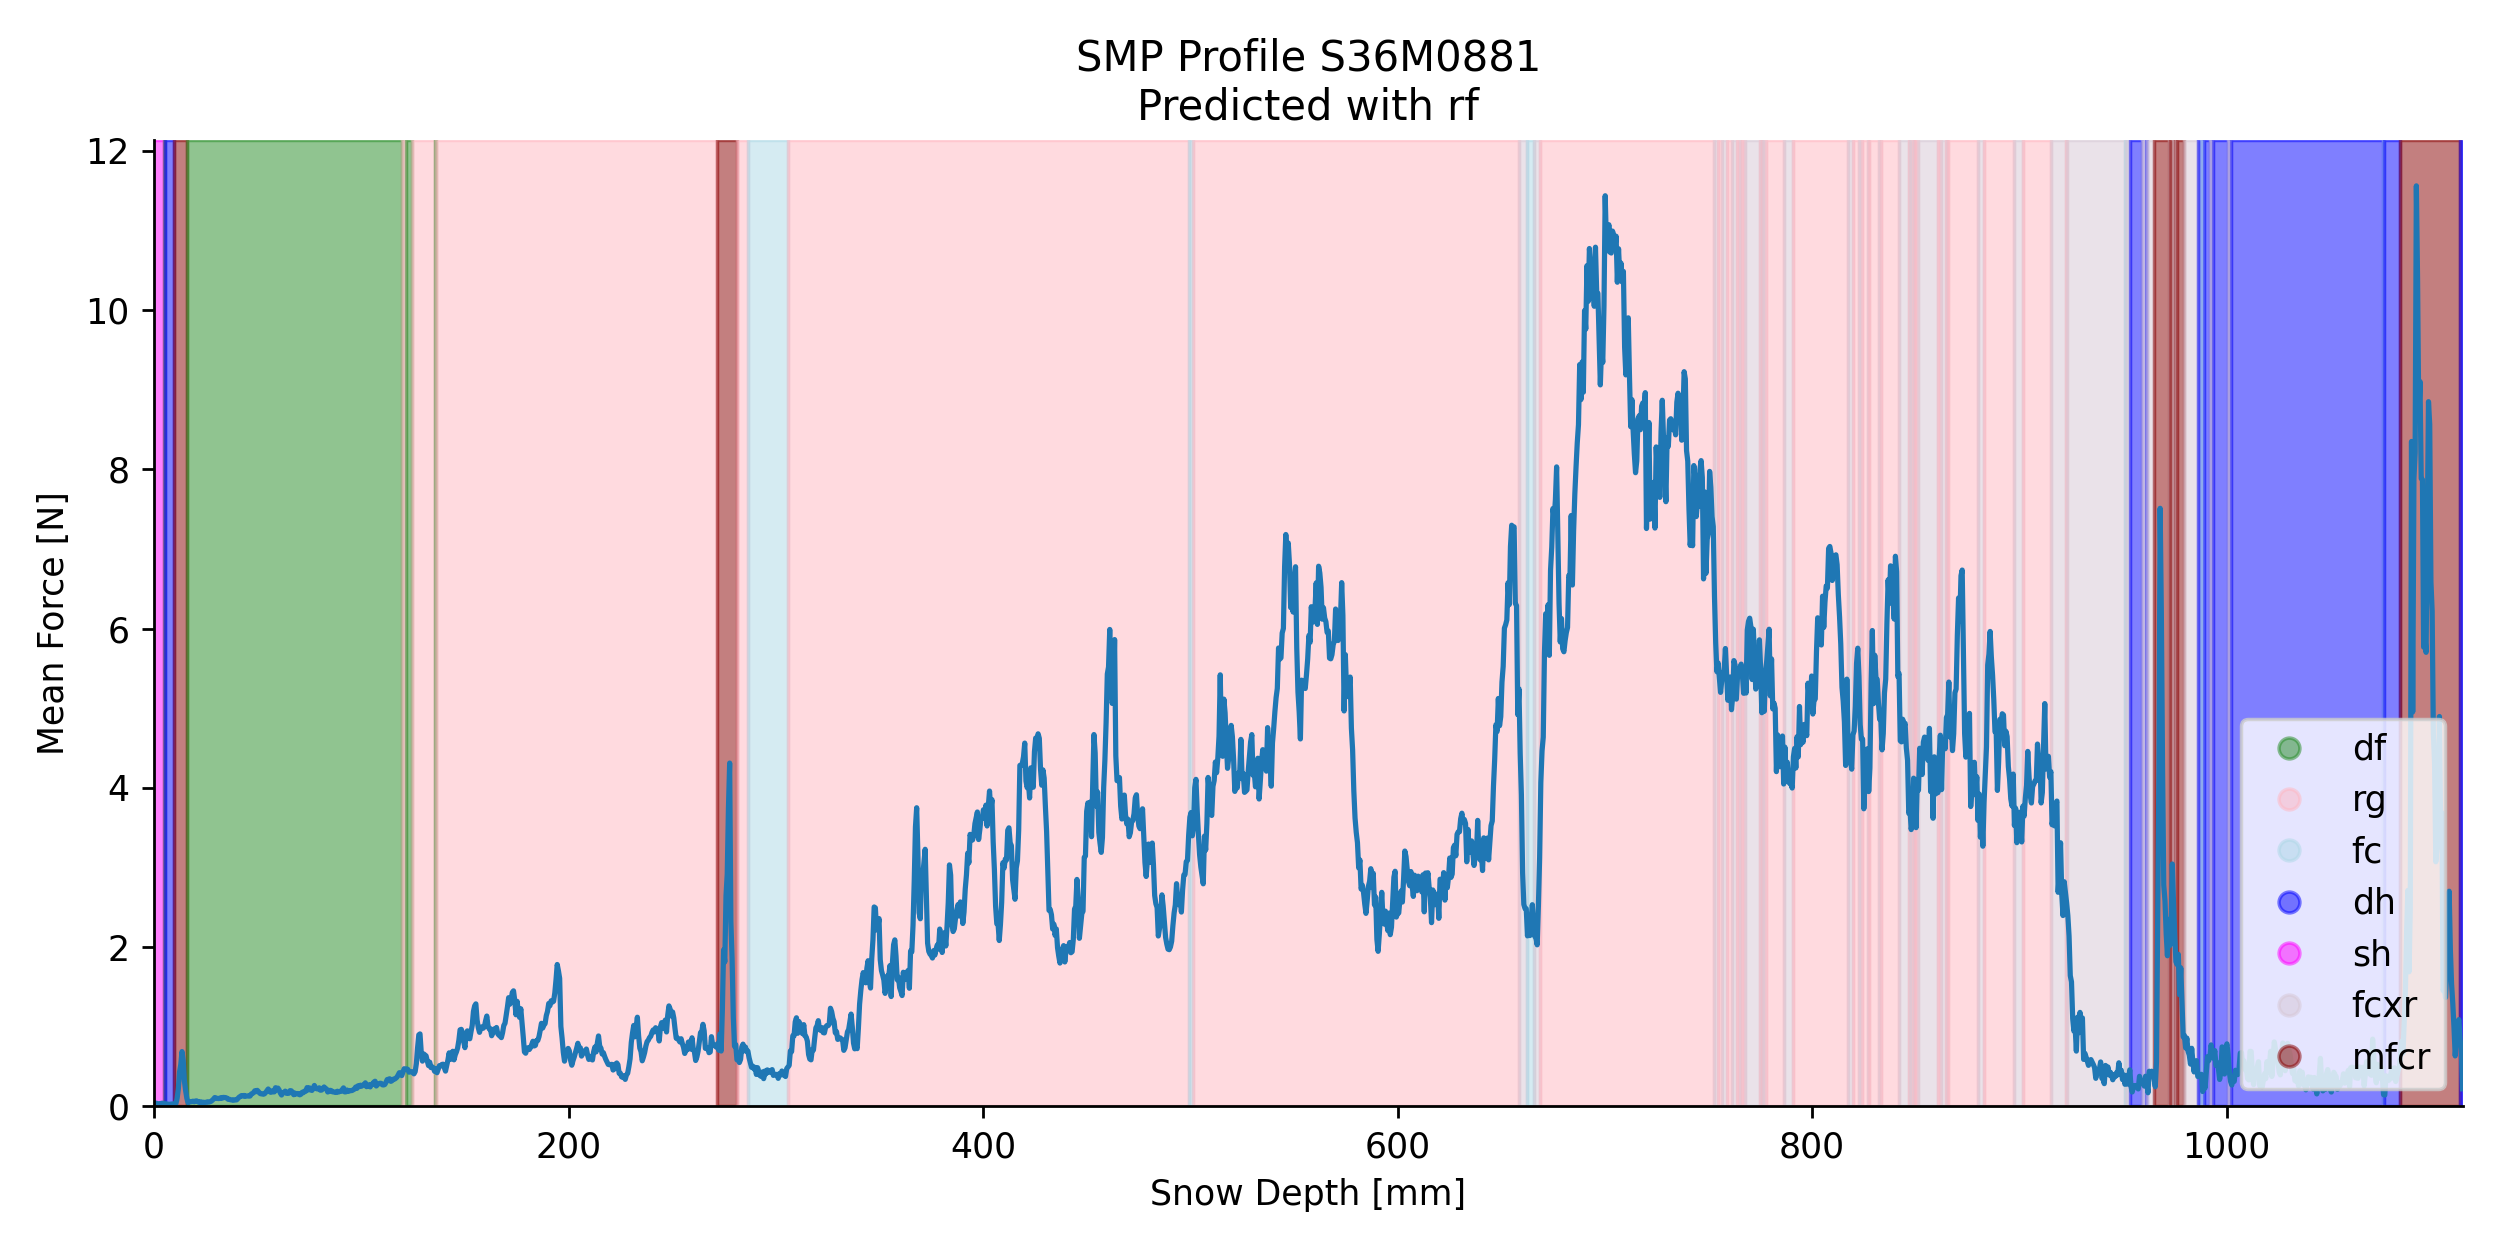 SMP Profile S36M0881
Predicted with rf
Mean Force [N]
12
10
8
6
4
2
0
0 200 400 600 800 1000
Snow Depth [mm]
df
rg
fc
dh
sh
fcxr
mfcr